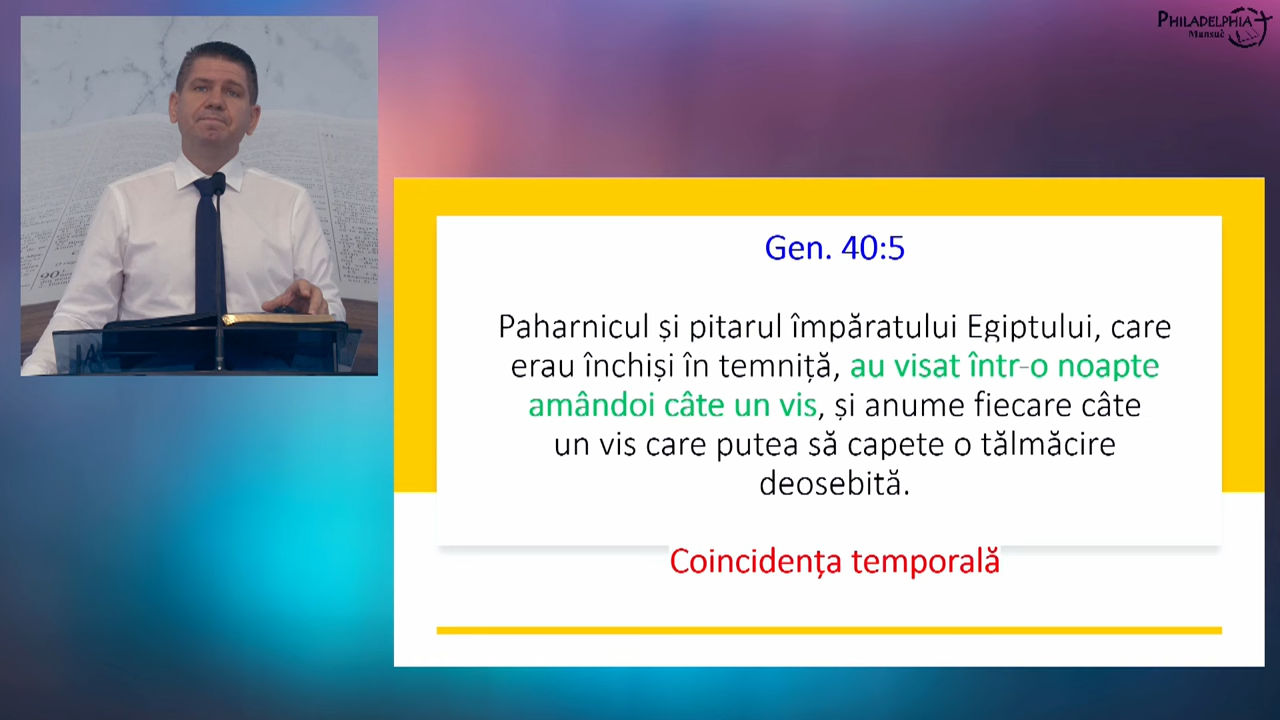 PHILADELPHIA
Mansuè
Gen. 40:5
Paharnicul și pitarul împăratului Egiptului, care
erau închiși în temniță, au visat într-o noapte
amândoi câte un vis, și anume fiecare câte
un vis care putea să capete o tălmăcire
deosebită.
Coincidența temporală